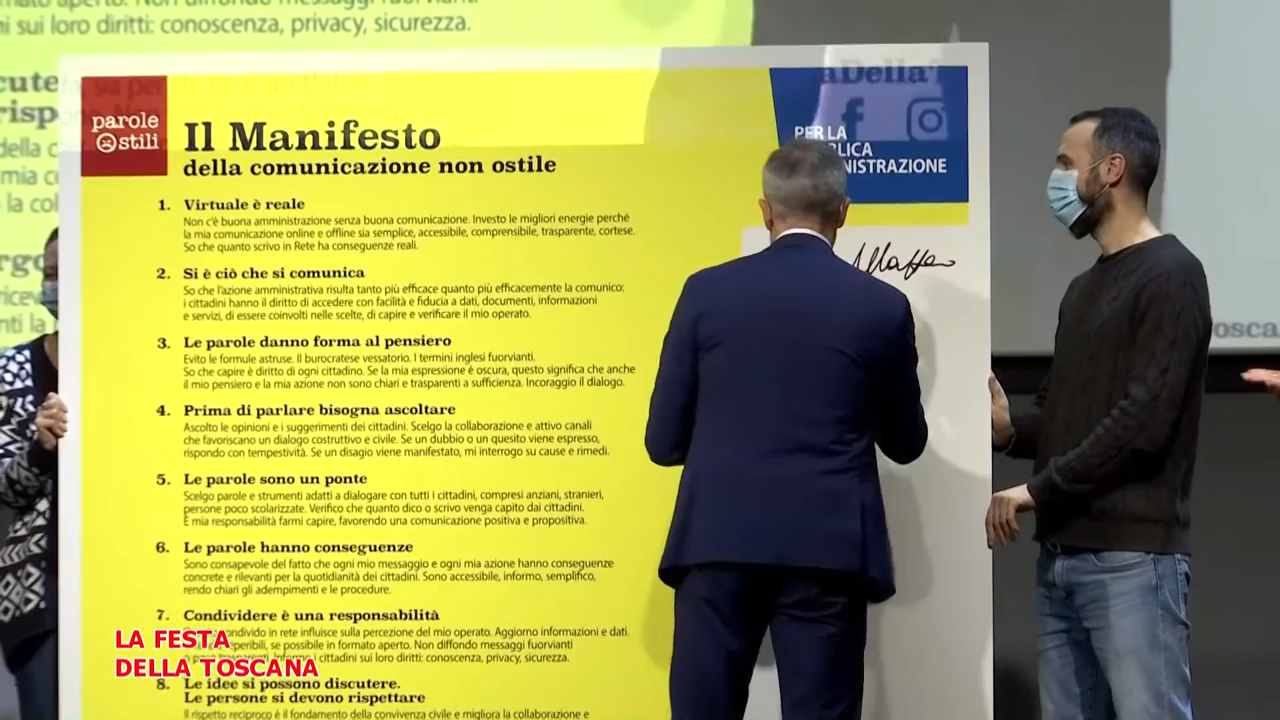 ni sui loro diritti: conoscenza, privacy, sicurezza.
parole
Ostili
Il Manifesto
della comunicazione non ostile
PER LA
NISTRAZIONE
aDella'
1. Virtuale è reale
Non c'è buona amministrazione senza buona comunicazione. Investo le migliori energie perché
la mia comunicazione online e offline sia semplice, accessibile, comprensibile, trasparente, cortese.
So che quanto scrivo in Rete ha conseguenze reali.
2. Si è ciò che si comunica
So che l'azione amministrativa risulta tanto più efficace quanto più efficacemente la comunico:
i cittadini hanno il diritto di accedere con facilità e fiducia a dati, documenti, informazioni
e servizi, di essere coinvolti nelle scelte, di capire e verificare il mio operato.
3. Le parole danno forma al pensiero
Evito le formule astruse. Il burocratese vessatorio. I termini inglesi fuorvianti.
So che capire è diritto di ogni cittadino. Se la mia espressione è oscura, questo significa che anche
il mio pensiero e la mia azione non sono chiari e trasparenti a sufficienza. Incoraggio il dialogo.
4. Prima di parlare bisogna ascoltare
Ascolto le opinioni e i suggerimenti dei cittadini. Scelgo la collaborazione e attivo canali
che favoriscano un dialogo costruttivo e civile. Se un dubbio o un quesito viene espresso,
rispondo con tempestività. Se un disagio viene manifestato, mi interrogo su cause e rimedi.
5. Le parole sono un ponte
Scelgo parole e strumenti adatti a dialogare con tutti i cittadini, compresi anziani, stranieri,
persone poco scolarizzate. Verifico che quanto dico o scrivo venga capito dai cittadini.
È mia responsabilità farmi capire, favorendo una comunicazione positiva e propositiva.
6. Le parole hanno conseguenze
Sono consapevole del fatto che ogni mio messaggio e ogni mia azione hanno conseguenze
concrete e rilevanti per la quotidianità dei cittadini. Sono accessibile, informo, semplifico,
rendo chiari gli adempimenti e le procedure.
7. Condividere è una responsabilità
condivido in rete influisce sulla percezione del mio operato. Aggiorno informazioni e dati.
se possibile in formato aperto. Non diffondo messaggi fuorvianti
i cittadini sui loro diritti: conoscenza, privacy, sicurezza.
8. Le idee si possono discutere.
Le persone si devono rispettare
Il rispetto reciproco è il fondamento della convivenza civile e migliora la collaborazione e
LA FESTA
DELLA TOSCANA